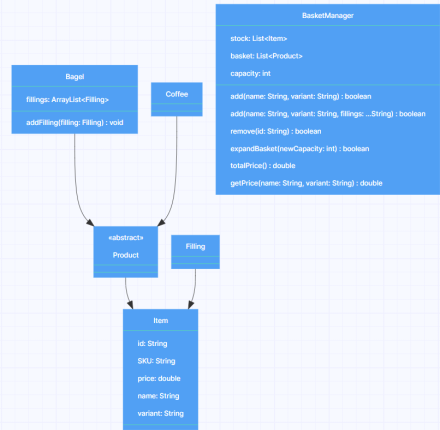 BasketManager
stock: List<Item>
basket: List<Product>
capacity: int
add(name: String, variant: String) : boolean
add(name: String, variant: String, fillings: ...String) : boolean
remove(id: String) : boolean
expandBasket(newCapacity: int) : boolean
totalPrice() : double
getPrice(name: String, variant: String) : double
Bagel
fillings: ArrayList<Filling>
addFilling(filling: Filling) : void
Coffee
«abstract»
Product
Filling
Item
id: String
SKU: String
price: double
name: String
variant: String